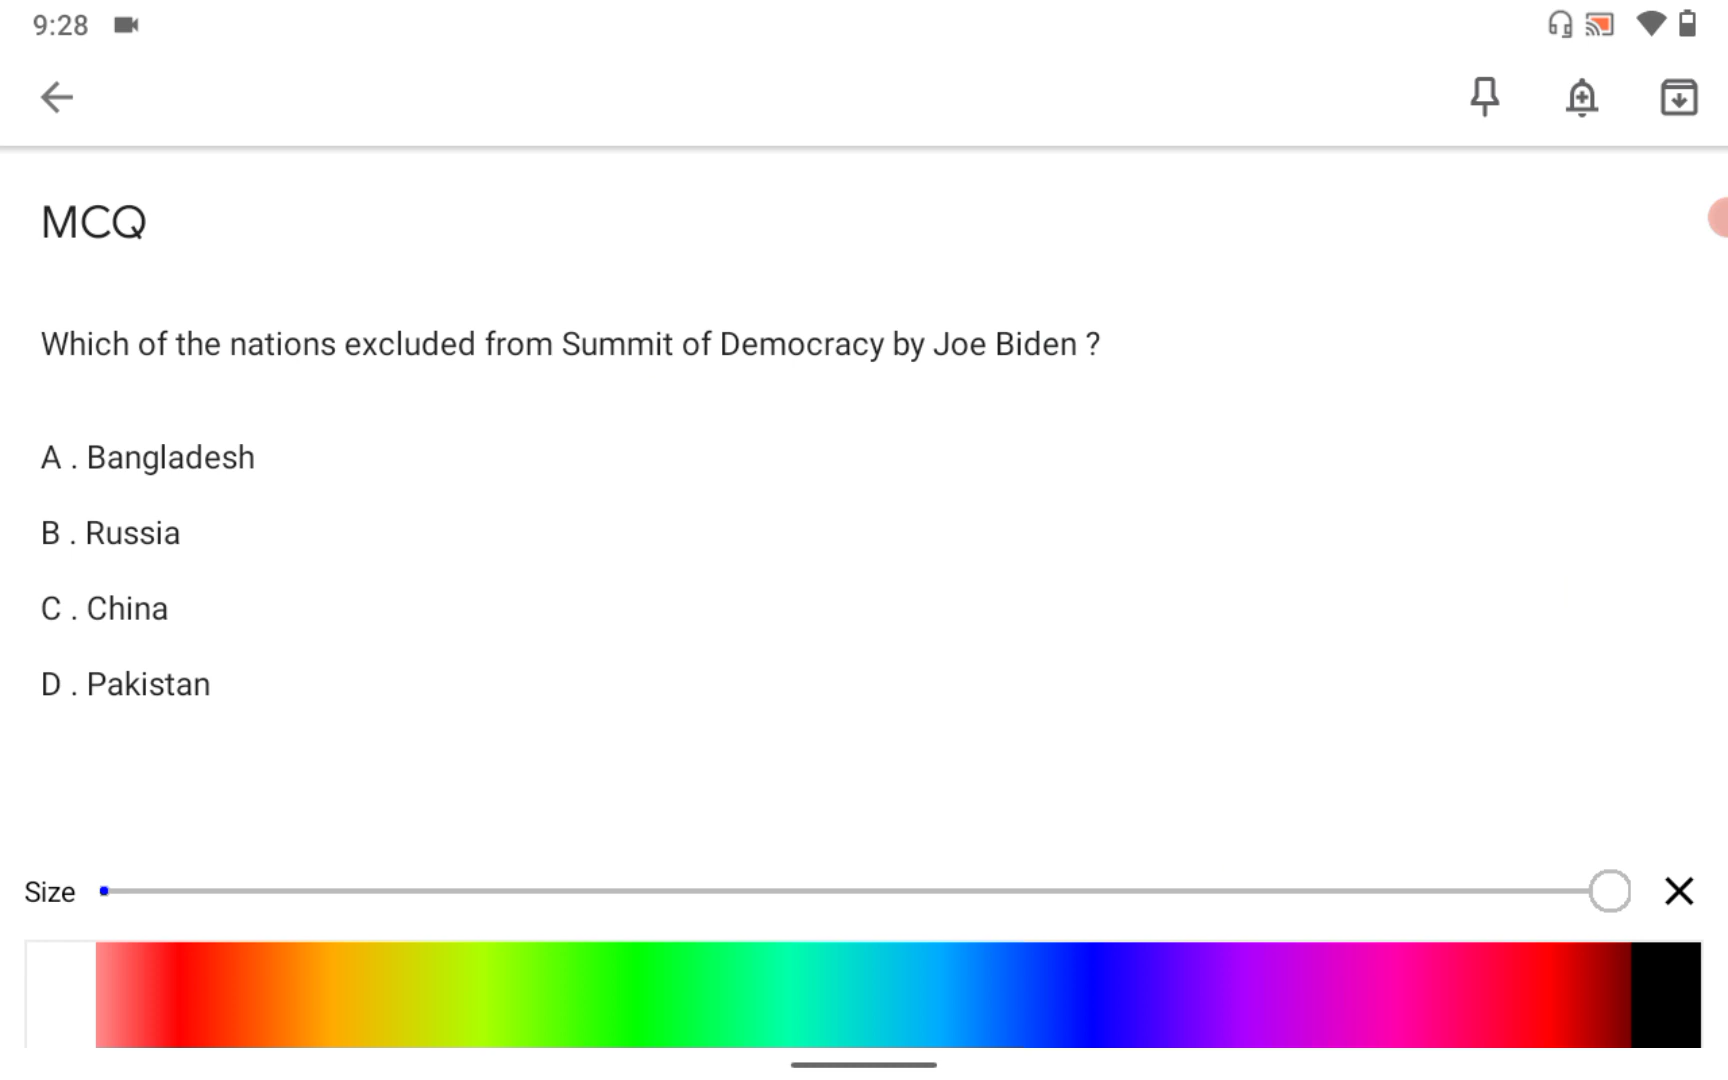 9:28
MCQ
Which of the nations excluded from Summit of Democracy by Joe Biden ?
A . Bangladesh
B . Russia
C . China
D . Pakistan
Size